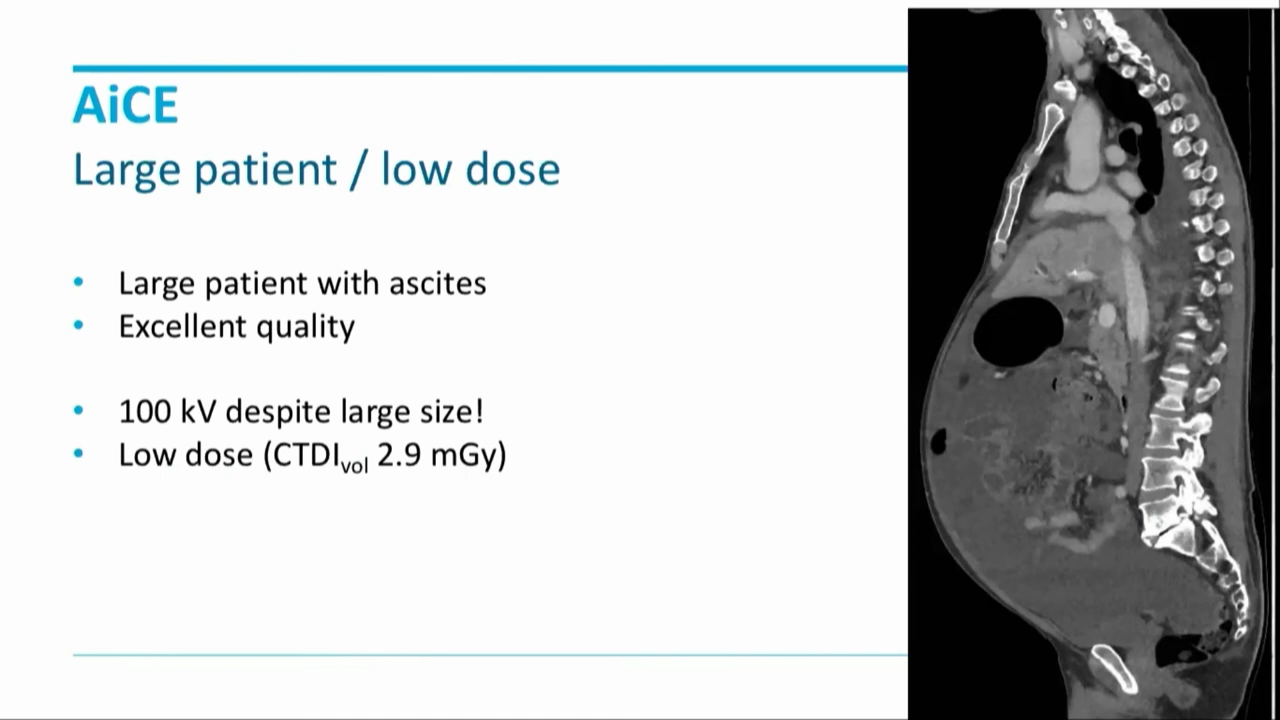 AiCE
Large patient / low dose
• Large patient with ascites
• Excellent quality
• 100 kV despite large size!
• Low dose (CTDIvol 2.9 mGy)